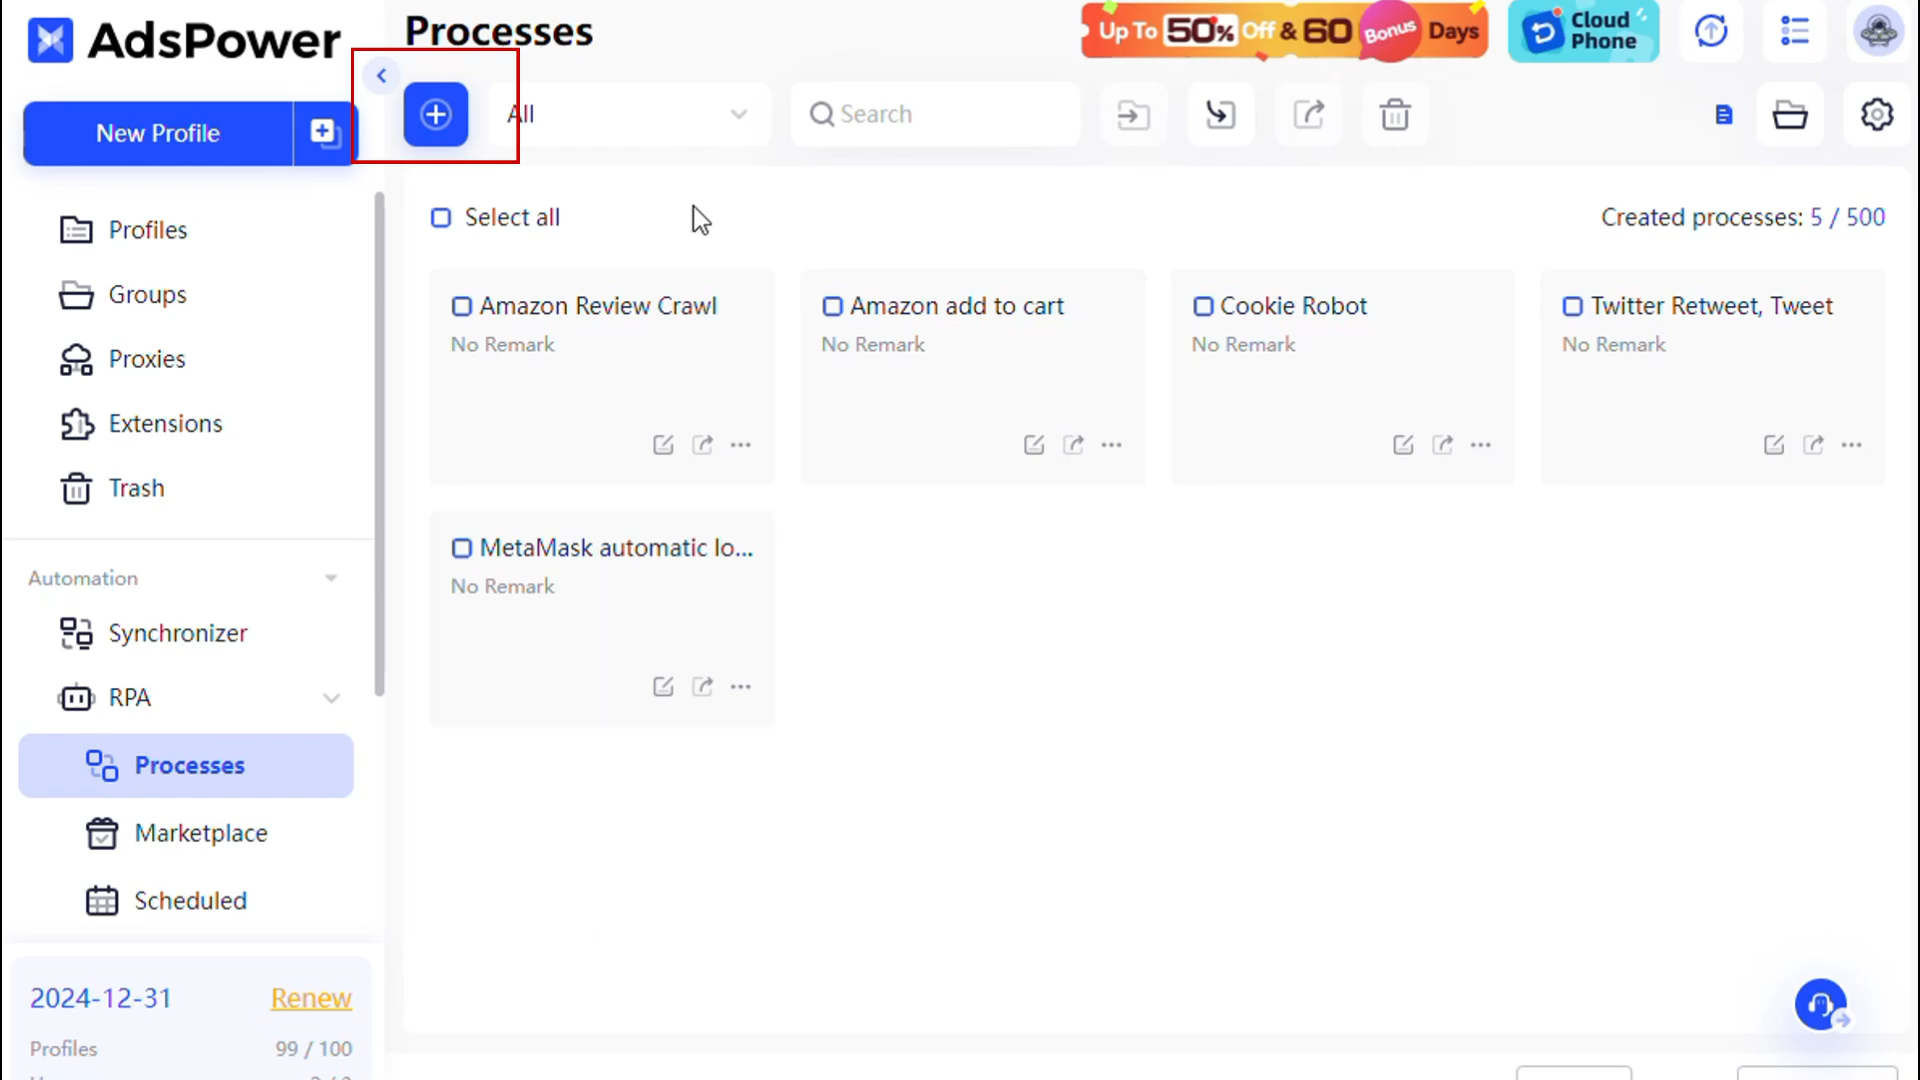 AdsPower
Processes
Up To 50% Off & 60 Bonus Days
Cloud Phone
New Profile
All
Search
Profiles
Groups
Proxies
Extensions
Trash
Select all
Created processes: 5 / 500
Amazon Review Crawl
No Remark
Amazon add to cart
No Remark
Cookie Robot
No Remark
Twitter Retweet, Tweet
No Remark
MetaMask automatic lo...
No Remark
Automation
Synchronizer
RPA
Processes
Marketplace
Scheduled
2024-12-31
Renew
Profiles
99 / 100